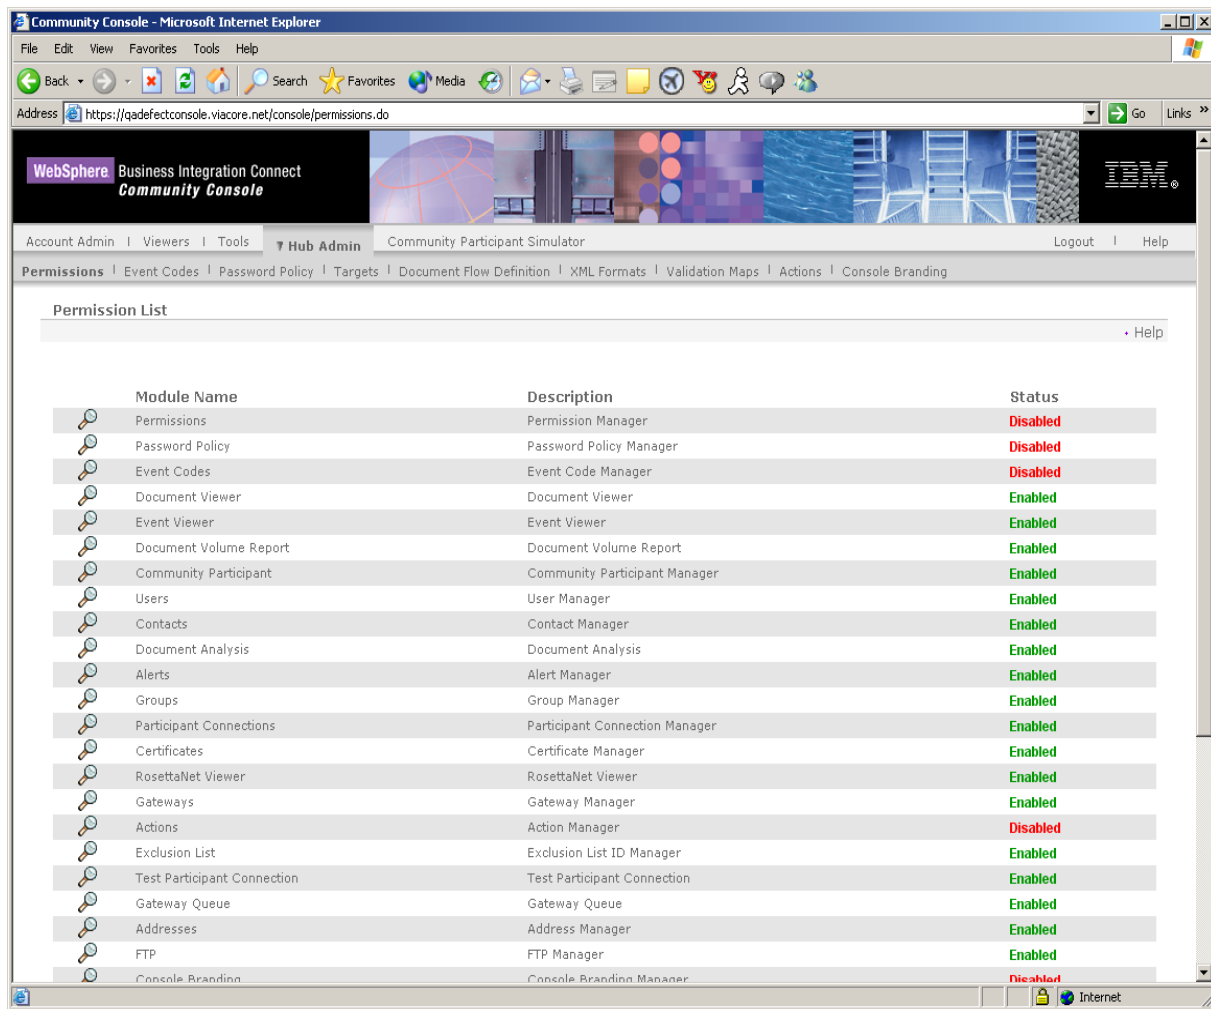 Community Console - Microsoft Internet Explorer
File Edit View Favorites Tools Help
Back Search Favorites Media
Address https://qadefectconsole.viacore.net/console/permissions.do Go Links »
WebSphere. Business Integration Connect
Community Console
IBM®
Account Admin | Viewers | Tools Hub Admin Community Participant Simulator Logout | Help
Permissions | Event Codes | Password Policy | Targets | Document Flow Definition | XML Formats | Validation Maps | Actions | Console Branding
Permission List
Help
Module Name Description Status
Permissions Permission Manager Disabled
Password Policy Password Policy Manager Disabled
Event Codes Event Code Manager Disabled
Document Viewer Document Viewer Enabled
Event Viewer Event Viewer Enabled
Document Volume Report Document Volume Report Enabled
Community Participant Community Participant Manager Enabled
Users User Manager Enabled
Contacts Contact Manager Enabled
Document Analysis Document Analysis Enabled
Alerts Alert Manager Enabled
Groups Group Manager Enabled
Participant Connections Participant Connection Manager Enabled
Certificates Certificate Manager Enabled
RosettaNet Viewer RosettaNet Viewer Enabled
Gateways Gateway Manager Enabled
Actions Action Manager Disabled
Exclusion List Exclusion List ID Manager Enabled
Test Participant Connection Test Participant Connection Enabled
Gateway Queue Gateway Queue Enabled
Addresses Address Manager Enabled
FTP FTP Manager Enabled
Console Branding Console Branding Manager Disabled
Internet